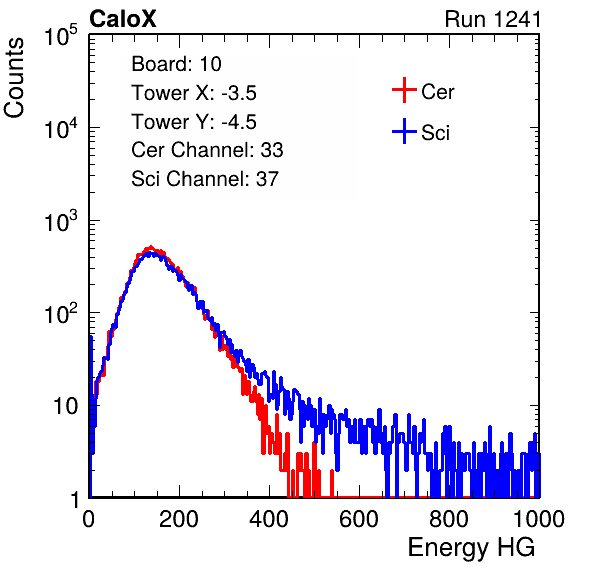 CaloX Run 1241
Counts
Board: 10
Tower X: -3.5
Tower Y: -4.5
Cer Channel: 33
Sci Channel: 37
Cer
Sci
10^5
10^4
10^3
10^2
10
1
0 200 400 600 800 1000
Energy HG